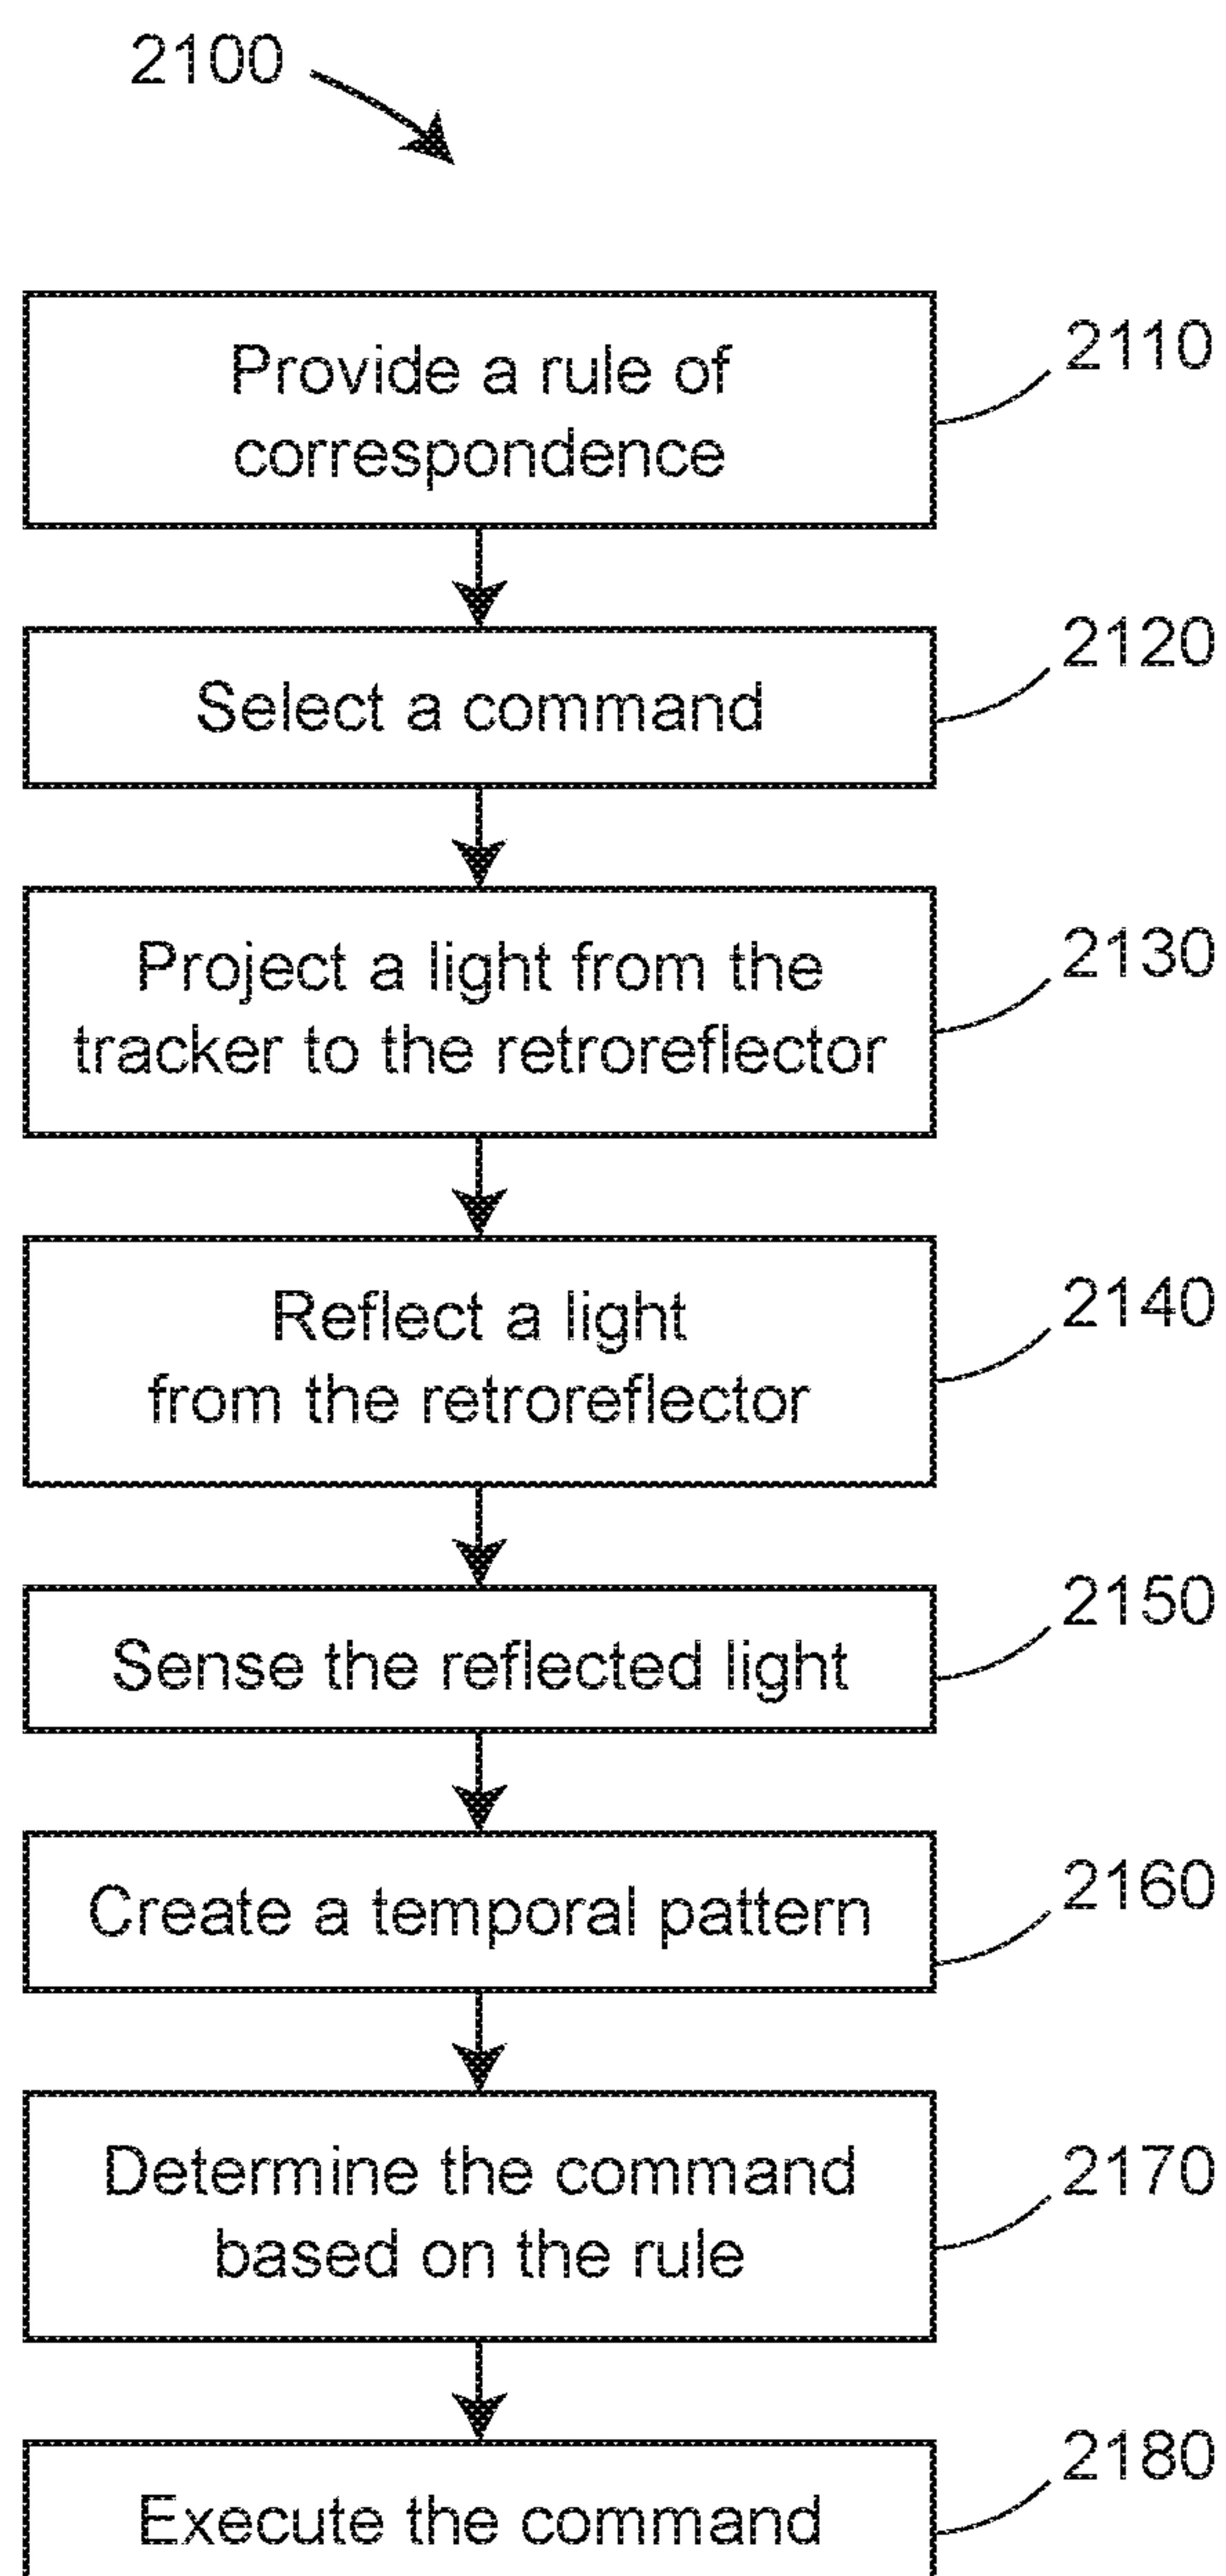 2100
Provide a rule of
correspondence
2110
Select a command
2120
Project a light from the
tracker to the retroreflector
2130
Reflect a light
from the retroreflector
2140
Sense the reflected light
2150
Create a temporal pattern
2160
Determine the command
based on the rule
2170
Execute the command
2180